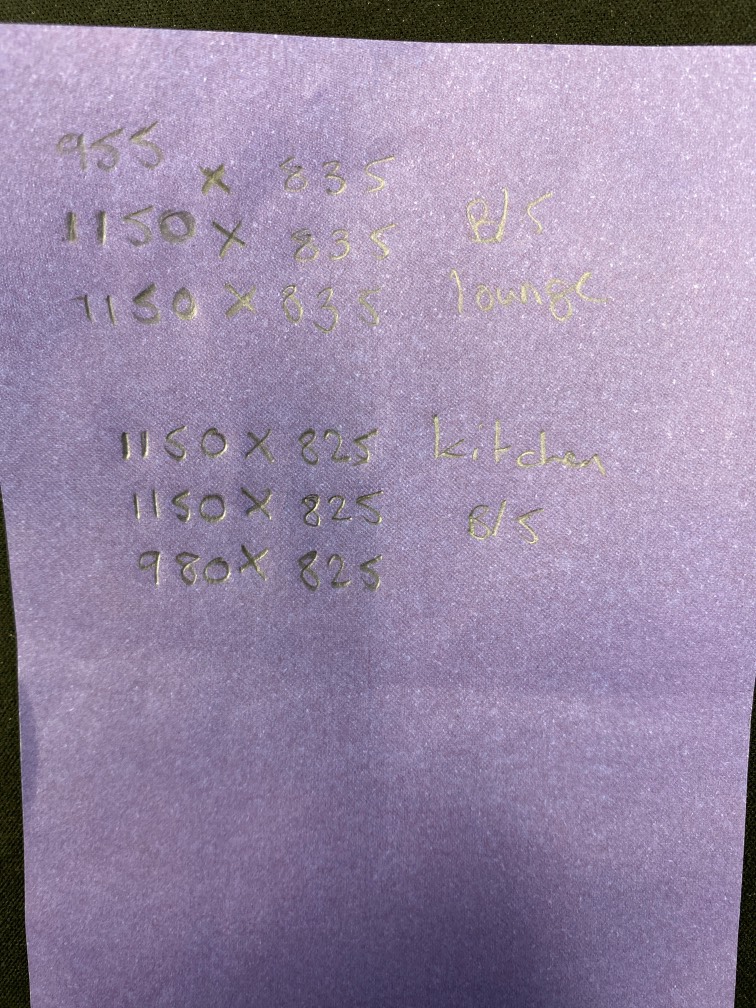 955 x 835
1150 x 835 B/S
1150 x 835 lounge
1150 x 825 kitchen
1150 x 825 B/S
980 x 825